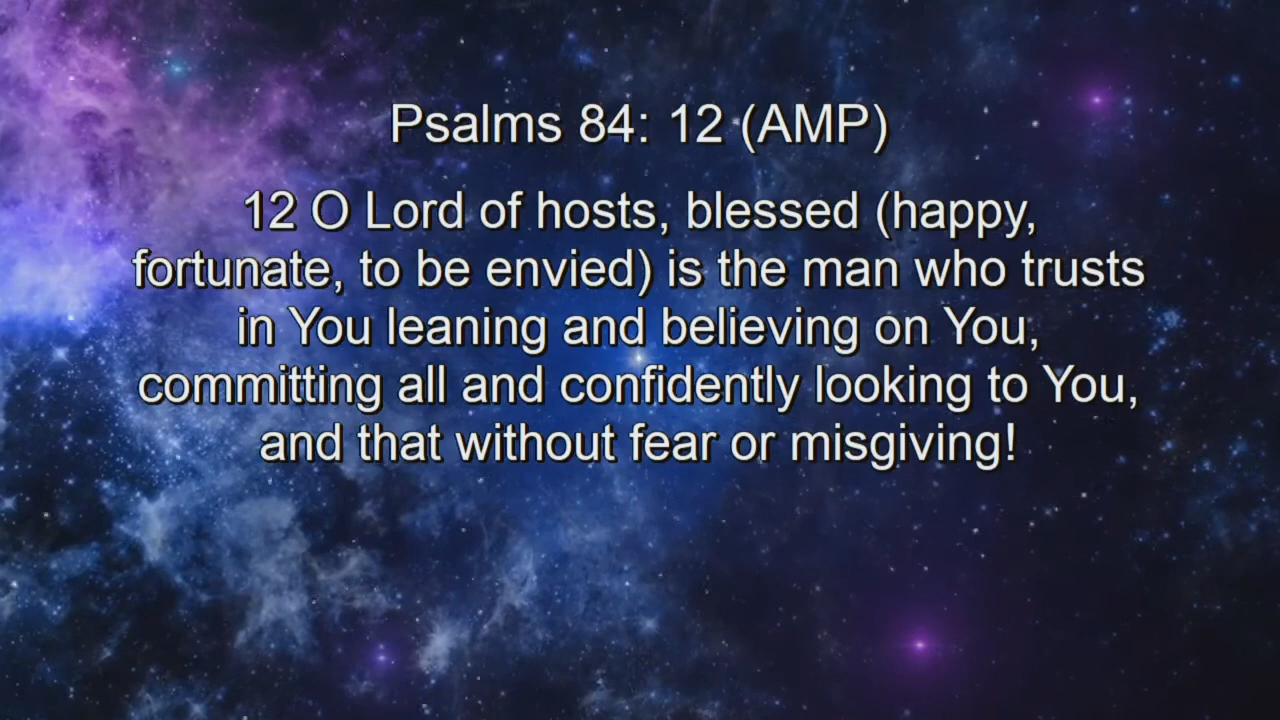 Psalms 84: 12 (AMP)
12 O Lord of hosts, blessed (happy,
fortunate, to be envied) is the man who trusts
in You leaning and believing on You,
committing all and confidently looking to You,
and that without fear or misgiving!